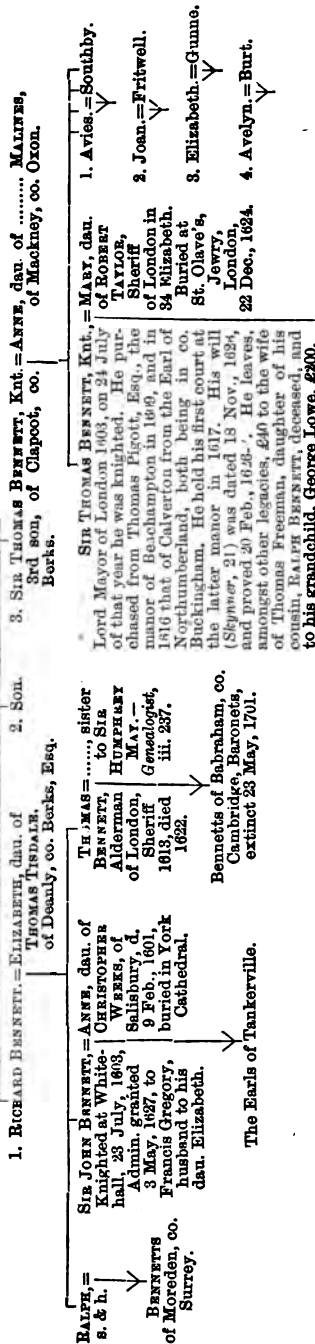 1. RICHARD BENNETT.=ELIZABETH, dau. of
THOMAS TISDALE,
of Deanly, co. Berks, Esq.
2. Son.
3. SIR THOMAS BENNETT, Knt.=ANNE, dau. of ......... MALINES,
3rd son, of Clapcot, co.
Berks.
of Mackney, co. Oxon.
RALPH,=
s. & h.
BENNETTS
of Moreden, co.
Surrey.
SIR JOHN BENNETT,=ANNE, dau. of
Knighted at White-
hall, 23 July, 1603,
Admin. granted
3 May, 1627, to
Francis Gregory,
husband to his
dau. Elizabeth.
CHRISTOPHER
WEEKS, of
Salisbury, d.
9 Feb., 1601,
buried in York
Cathedral.
The Earls of Tankerville.
THOMAS=......, sister
BENNETT,
Alderman
of London,
Sheriff
1613, died
1622.
to SIR
HUMPHREY
MAY.—
Genealogist,
iii. 237.
Bennetts of Babraham, co.
Cambridge, Baronets,
extinct 23 May, 1701.
SIR THOMAS BENNETT, Knt.,=MARY, dau.
Lord Mayor of London 1603, on 24 July
of that year he was knighted. He pur-
chased from Thomas Pigott, Esq., the
manor of Beachampton in 1609, and in
1616 that of Calverton from the Earl of
Northumberland, both being in co.
Buckingham. He held his first court at
the latter manor in 1617. His will
(Skynner, 21) was dated 18 Nov., 1626,
and proved 20 Feb., 1626- . He leaves,
amongst other legacies, £40 to the wife
of Thomas Freeman, daughter of his
cousin, RALPH BENNETT, deceased, and
to his grandchild, George Lowe, £200.
of ROBERT
TAYLOR,
Sheriff
of London in
34 Elizabeth.
Buried at
St. Olave's,
Jewry,
London,
22 Dec., 1624.
1. Avies.=Southby.
2. Joan.=Fritwell.
3. Elizabeth.=Gunne.
4. Avelyn.=Burt.